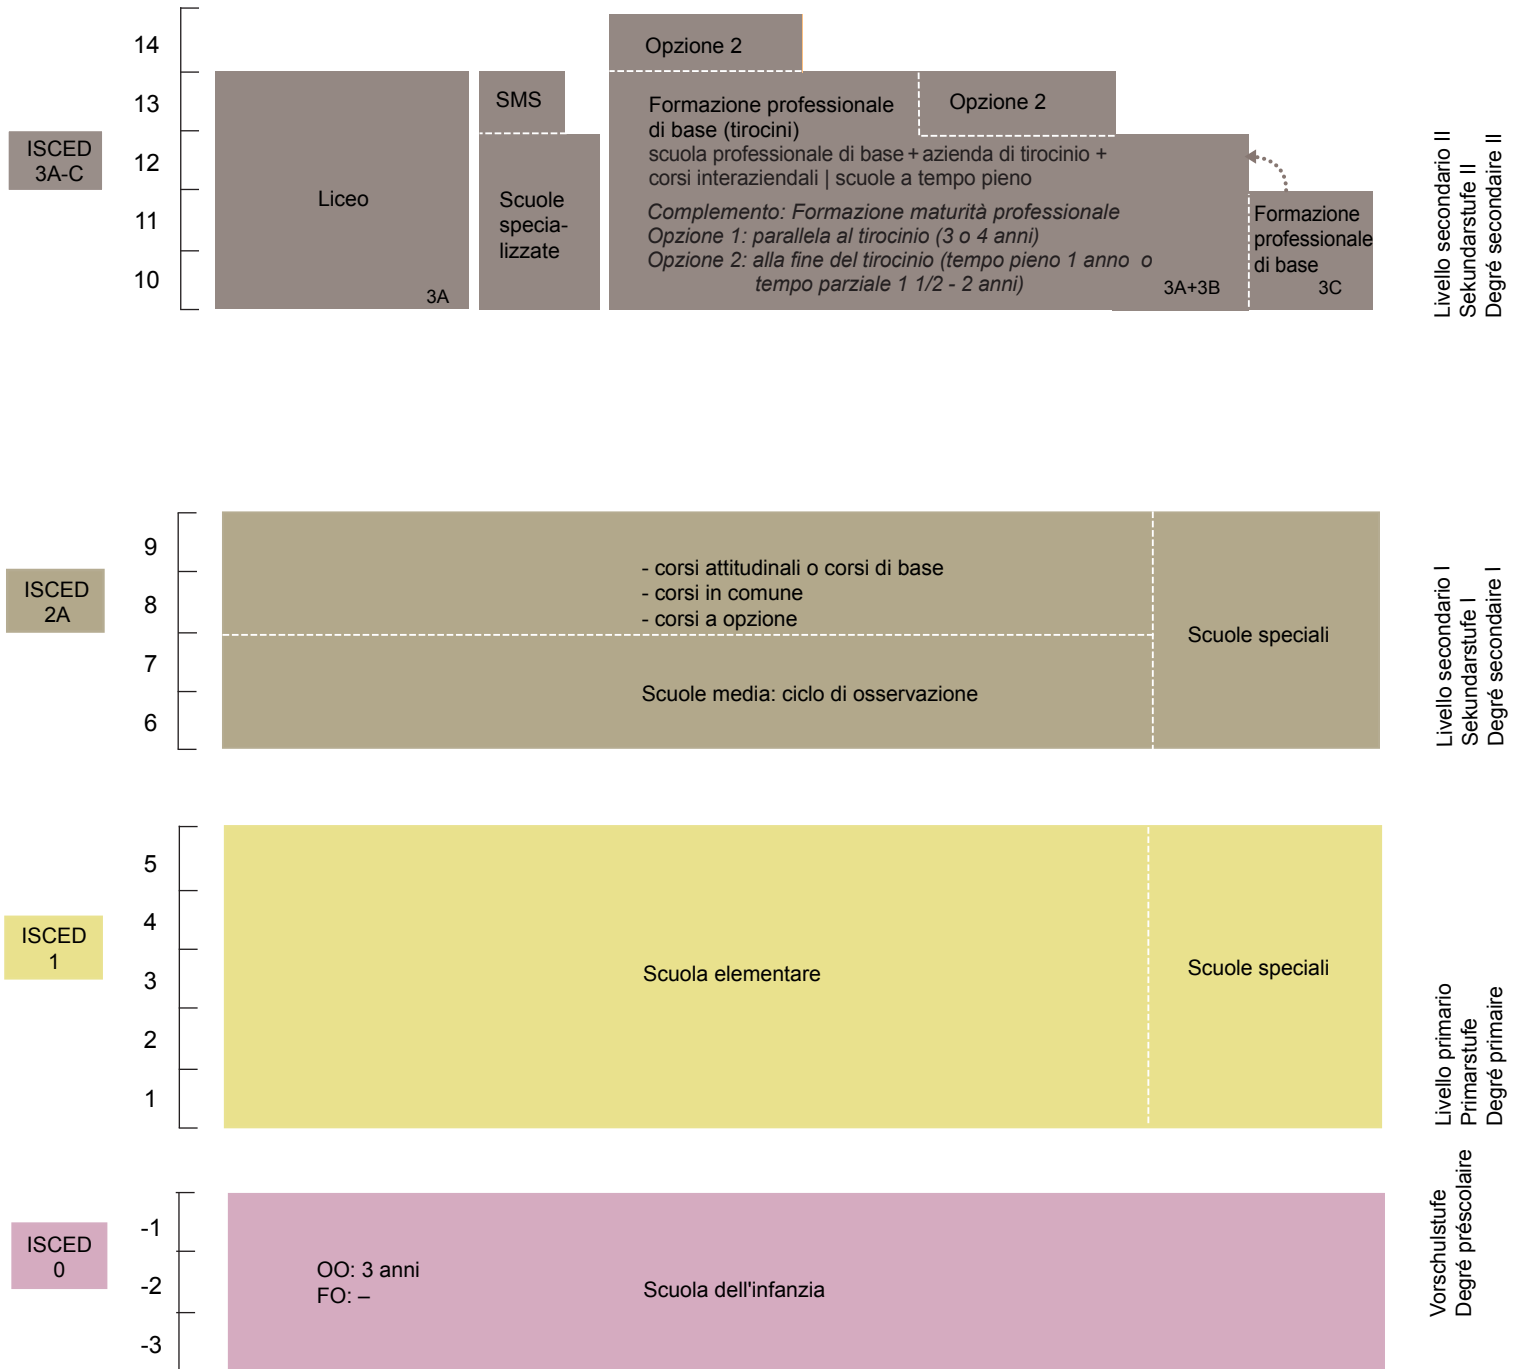 14
13
12
11
10
ISCED
3A-C
Liceo
3A
SMS
Scuole
specia-
lizzate
Opzione 2
Opzione 2
Formazione professionale
di base (tirocini)
scuola professionale di base + azienda di tirocinio +
corsi interaziendali | scuole a tempo pieno
Complemento: Formazione maturità professionale
Opzione 1: parallela al tirocinio (3 o 4 anni)
Opzione 2: alla fine del tirocinio (tempo pieno 1 anno o
tempo parziale 1 1/2 - 2 anni)
3A+3B
Formazione
professionale
di base
3C
Livello secondario II
Sekundarstufe II
Degré secondaire II
9
8
7
6
ISCED
2A
- corsi attitudinali o corsi di base
- corsi in comune
- corsi a opzione
Scuole media: ciclo di osservazione
Scuole speciali
Livello secondario I
Sekundarstufe I
Degré secondaire I
5
4
3
2
1
ISCED
1
Scuola elementare
Scuole speciali
Livello primario
Primarstufe
Degré primaire
-1
-2
-3
ISCED
0
OO: 3 anni
FO: –
Scuola dell'infanzia
Vorschulstufe
Degré préscolaire